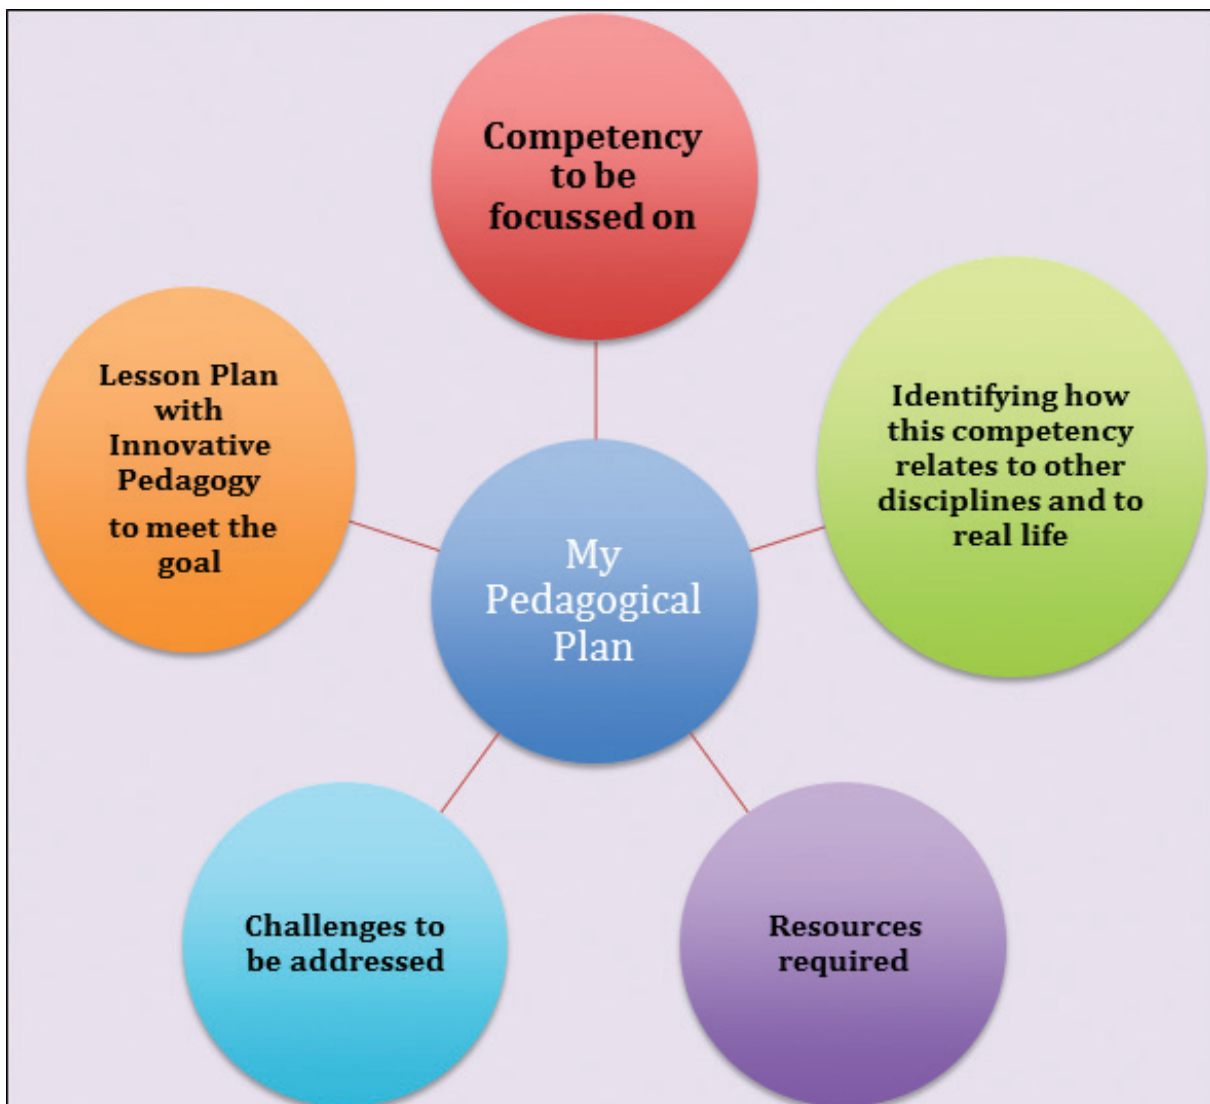 Competency
to be
focussed on
Identifying how
this competency
relates to other
disciplines and to
real life
Resources
required
Challenges to
be addressed
Lesson Plan
with
Innovative
Pedagogy
to meet the
goal
My
Pedagogical
Plan